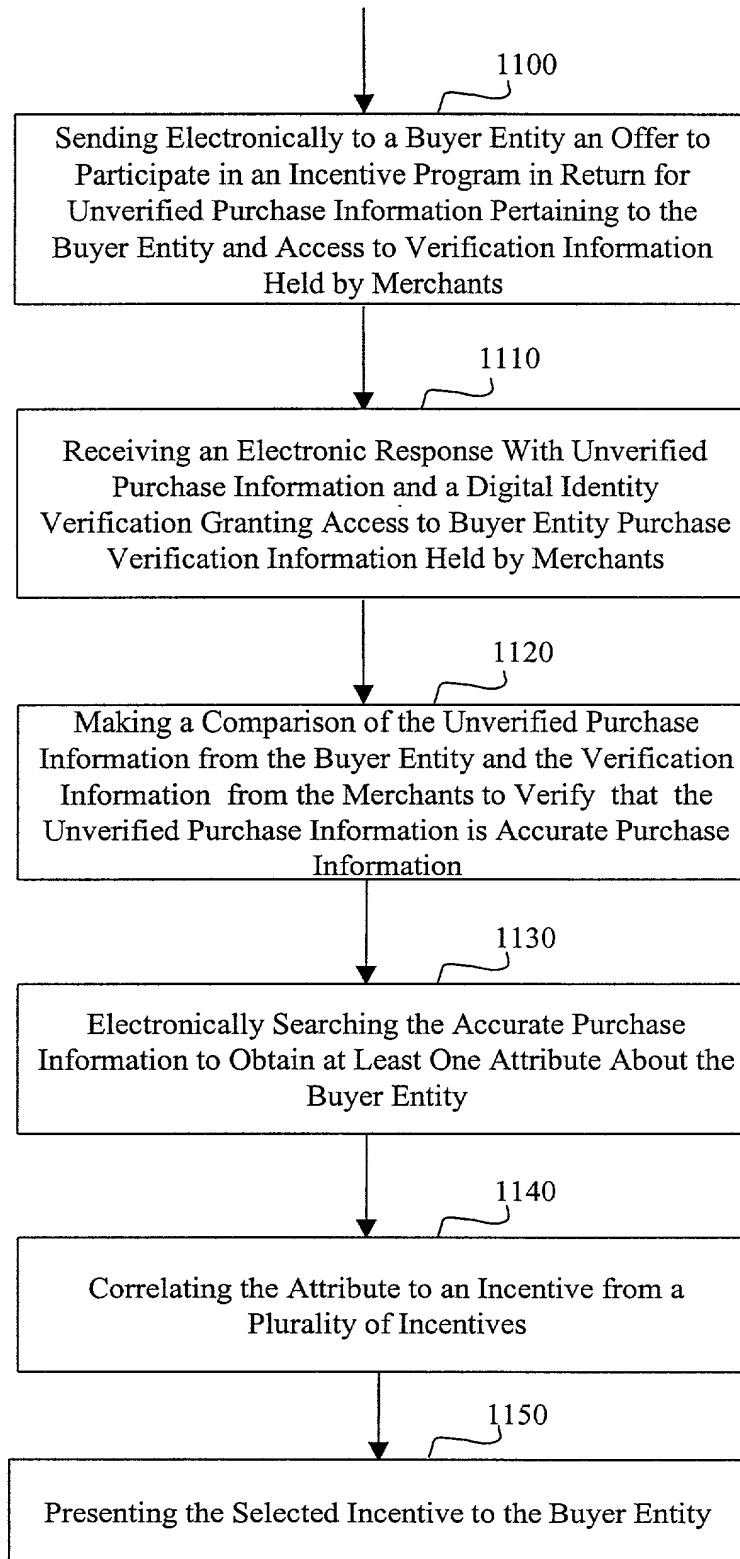 1100
Sending Electronically to a Buyer Entity an Offer to
Participate in an Incentive Program in Return for
Unverified Purchase Information Pertaining to the
Buyer Entity and Access to Verification Information
Held by Merchants
1110
Receiving an Electronic Response With Unverified
Purchase Information and a Digital Identity
Verification Granting Access to Buyer Entity Purchase
Verification Information Held by Merchants
1120
Making a Comparison of the Unverified Purchase
Information from the Buyer Entity and the Verification
Information from the Merchants to Verify that the
Unverified Purchase Information is Accurate Purchase
Information
1130
Electronically Searching the Accurate Purchase
Information to Obtain at Least One Attribute About the
Buyer Entity
1140
Correlating the Attribute to an Incentive from a
Plurality of Incentives
1150
Presenting the Selected Incentive to the Buyer Entity